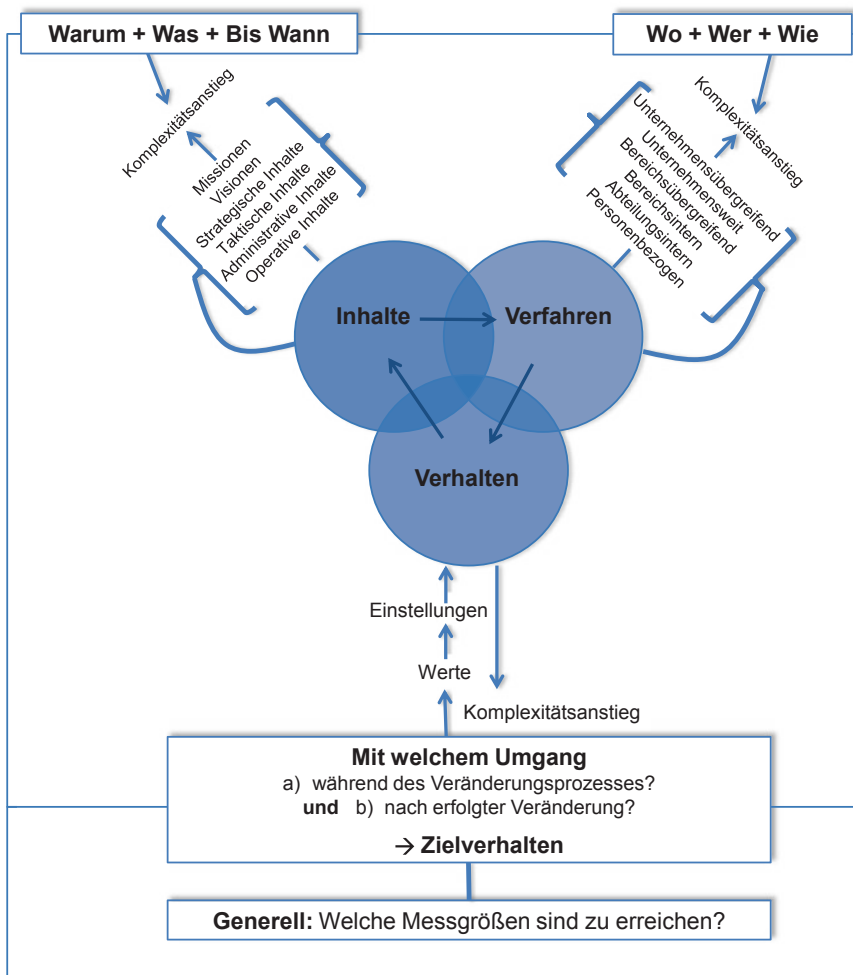 Warum + Was + Bis Wann
Wo + Wer + Wie
Komplexitätsanstieg
Missionen
Visionen
Strategische Inhalte
Taktische Inhalte
Administrative Inhalte
Operative Inhalte
Komplexitätsanstieg
Unternehmensübergreifend
Unternehmensweit
Bereichsübergreifend
Bereichsintern
Abteilungsintern
Personenbezogen
Inhalte
Verfahren
Verhalten
Einstellungen
Werte
Komplexitätsanstieg
Mit welchem Umgang
a) während des Veränderungsprozesses?
und b) nach erfolgter Veränderung?
→ Zielverhalten
Generell: Welche Messgrößen sind zu erreichen?